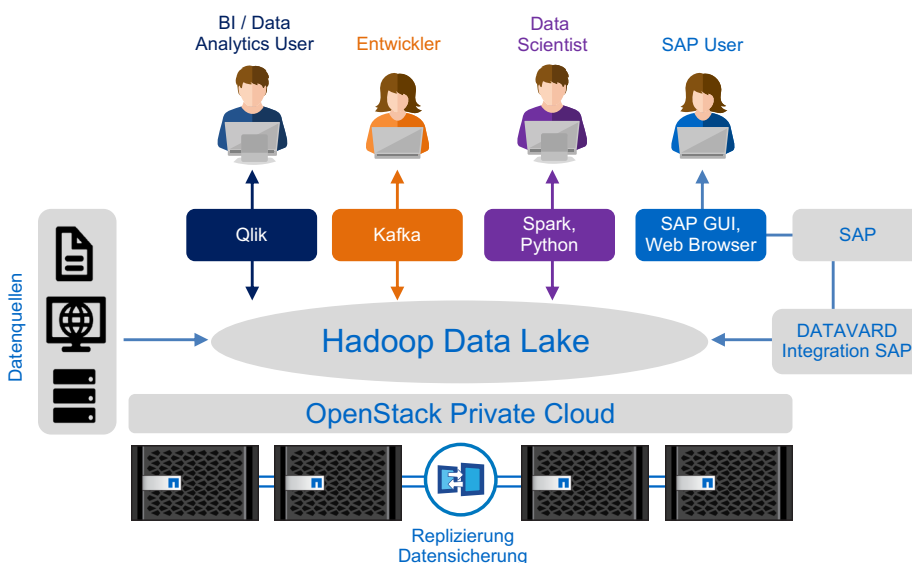 BI / Data
Analytics User
Entwickler
Data
Scientist
SAP User
Qlik
Kafka
Spark,
Python
SAP GUI,
Web Browser
SAP
Datenquellen
Hadoop Data Lake
DATAVARD
Integration SAP
OpenStack Private Cloud
Replizierung
Datensicherung